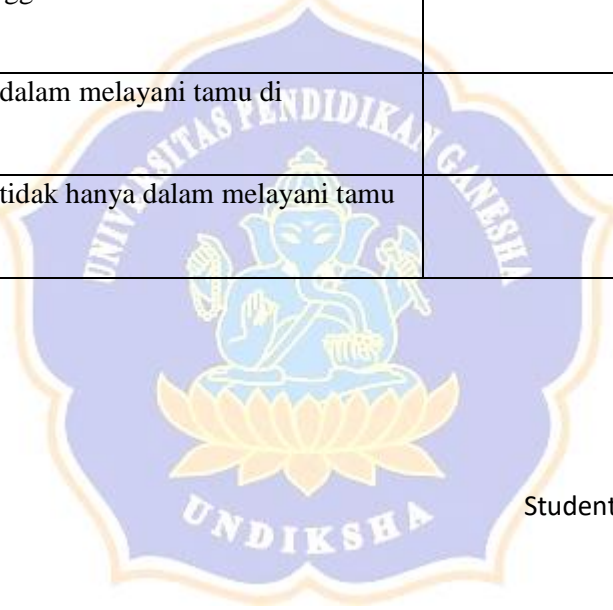 dalam melayani tamu di
tidak hanya dalam melayani tamu
UNIVERSITAS PENDIDIKAN GANESHA
UNDIKSHA
Student